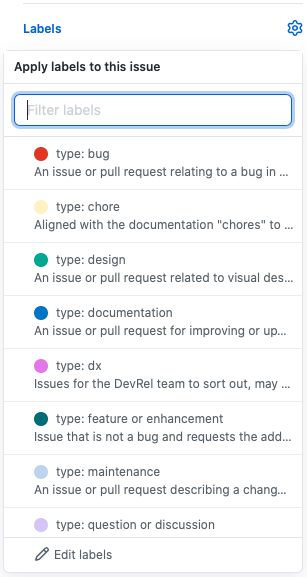 Labels
Apply labels to this issue
Filter labels
type: bug
An issue or pull request relating to a bug in ...
type: chore
Aligned with the documentation "chores" to ...
type: design
An issue or pull request related to visual des...
type: documentation
An issue or pull request for improving or up...
type: dx
Issues for the DevRel team to sort out, may ...
type: feature or enhancement
Issue that is not a bug and requests the add...
type: maintenance
An issue or pull request describing a chang...
type: question or discussion
Edit labels